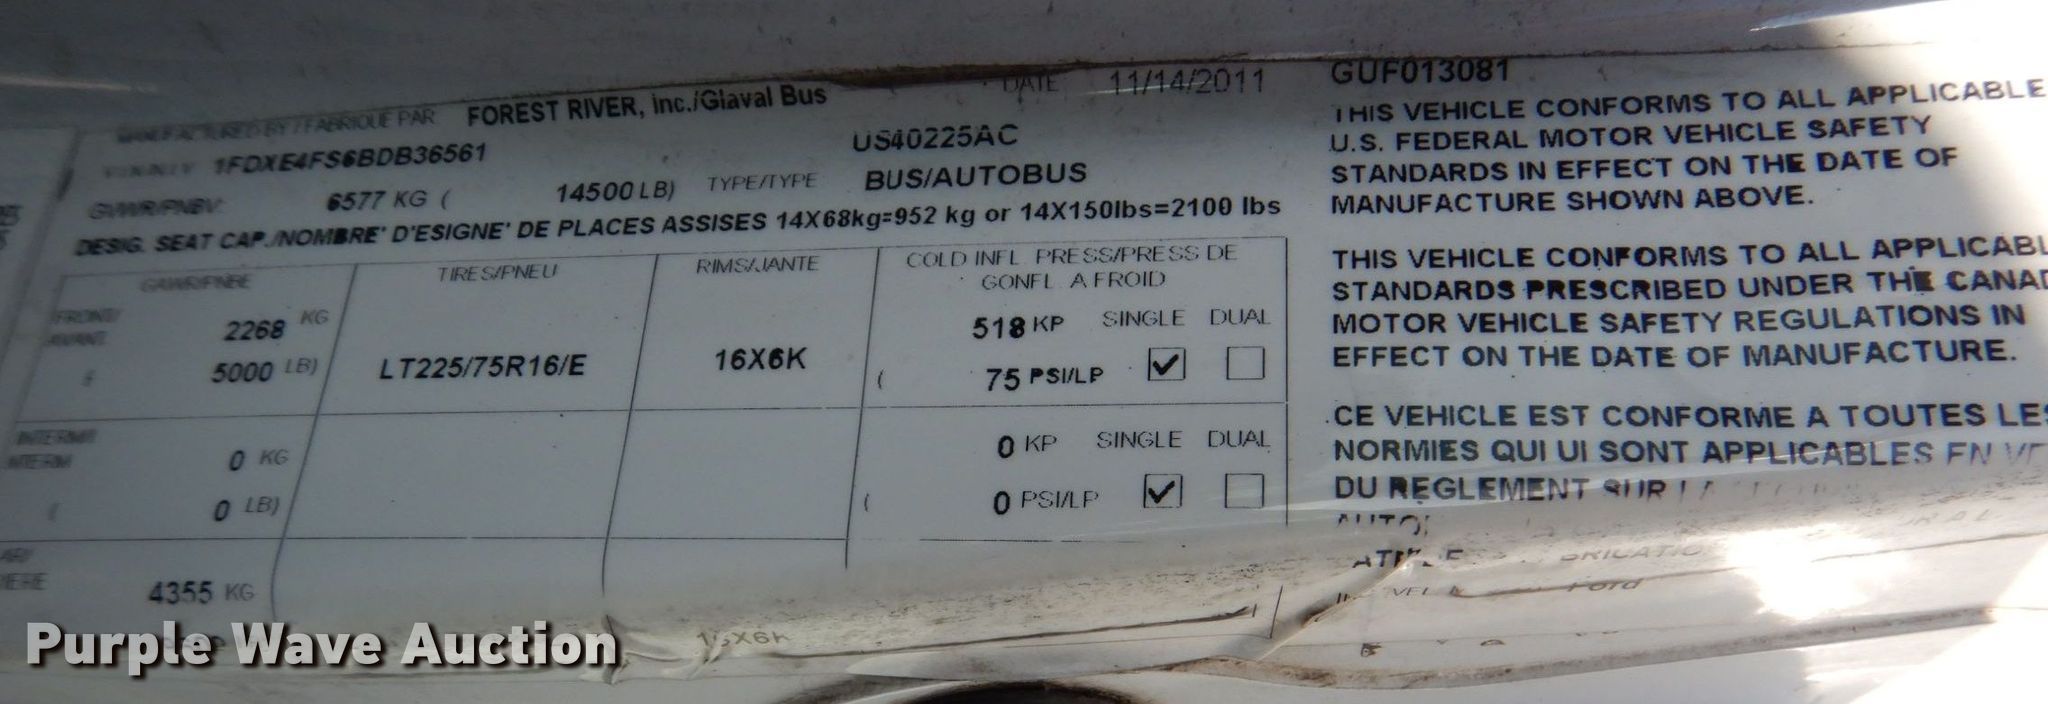 MANUFACTURED BY / FABRIQUE PAR FOREST RIVER, inc./Glaval Bus DATE 11/14/2011
1FDXE4FS6BDB36561 US40225AC
GVWR/PNBV: 6577 KG ( 14500 LB) TYPE/TYPE BUS/AUTOBUS
DESIG. SEAT CAP./NOMBRE' D'ESIGNE' DE PLACES ASSISES 14X68kg=952 kg or 14X150lbs=2100 lbs
GAWR/PNBE TIRES/PNEU RIMS/JANTE COLD INFL. PRESS/PRESS DE
GONFL. A FROID
FRONT/ 2268 KG 518 KP SINGLE DUAL
AVANT
5000 LB) LT225/75R16/E 16X6K ( 75 PSI/LP ✓
INTERM/ 0 KG 0 KP SINGLE DUAL
INTERM
( 0 LB) ( 0 PSI/LP ✓
4355 KG
16X6K
GUF013081
THIS VEHICLE CONFORMS TO ALL APPLICABLE
U.S. FEDERAL MOTOR VEHICLE SAFETY
STANDARDS IN EFFECT ON THE DATE OF
MANUFACTURE SHOWN ABOVE.
THIS VEHICLE CONFORMS TO ALL APPLICABL
STANDARDS PRESCRIBED UNDER THE CANAD
MOTOR VEHICLE SAFETY REGULATIONS IN
EFFECT ON THE DATE OF MANUFACTURE.
CE VEHICLE EST CONFORME A TOUTES LES
NORMIES QUI UI SONT APPLICABLES EN
DU REGLEMENT SUR
Ford
Purple Wave Auction